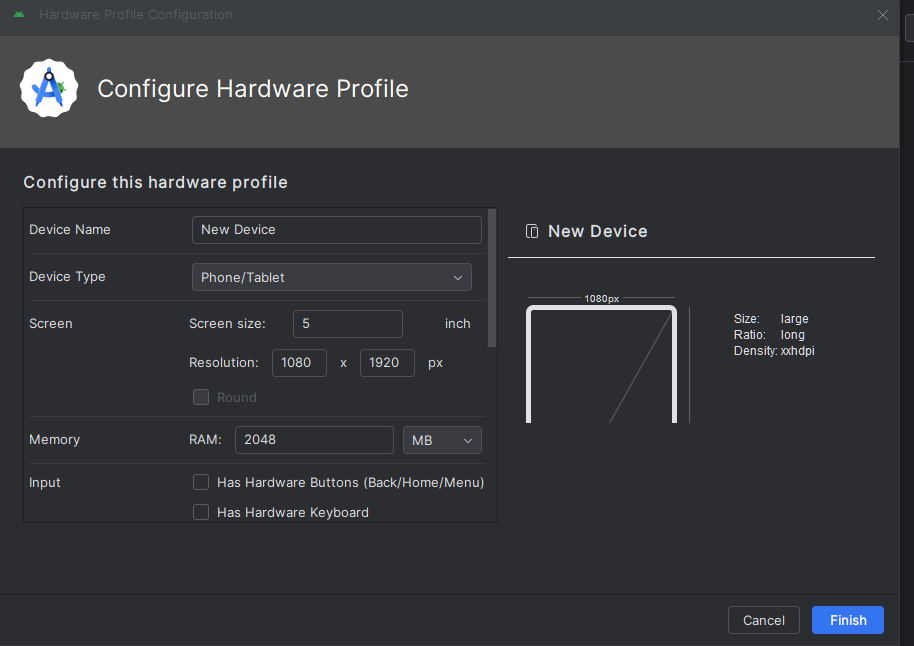 Hardware Profile Configuration
Configure Hardware Profile
Configure this hardware profile
Device Name New Device
Device Type Phone/Tablet
Screen Screen size: 5 inch
Resolution: 1080 x 1920 px
Round
Memory RAM: 2048 MB
Input Has Hardware Buttons (Back/Home/Menu)
Has Hardware Keyboard
New Device
1080px
Size: large
Ratio: long
Density: xxhdpi
Cancel Finish